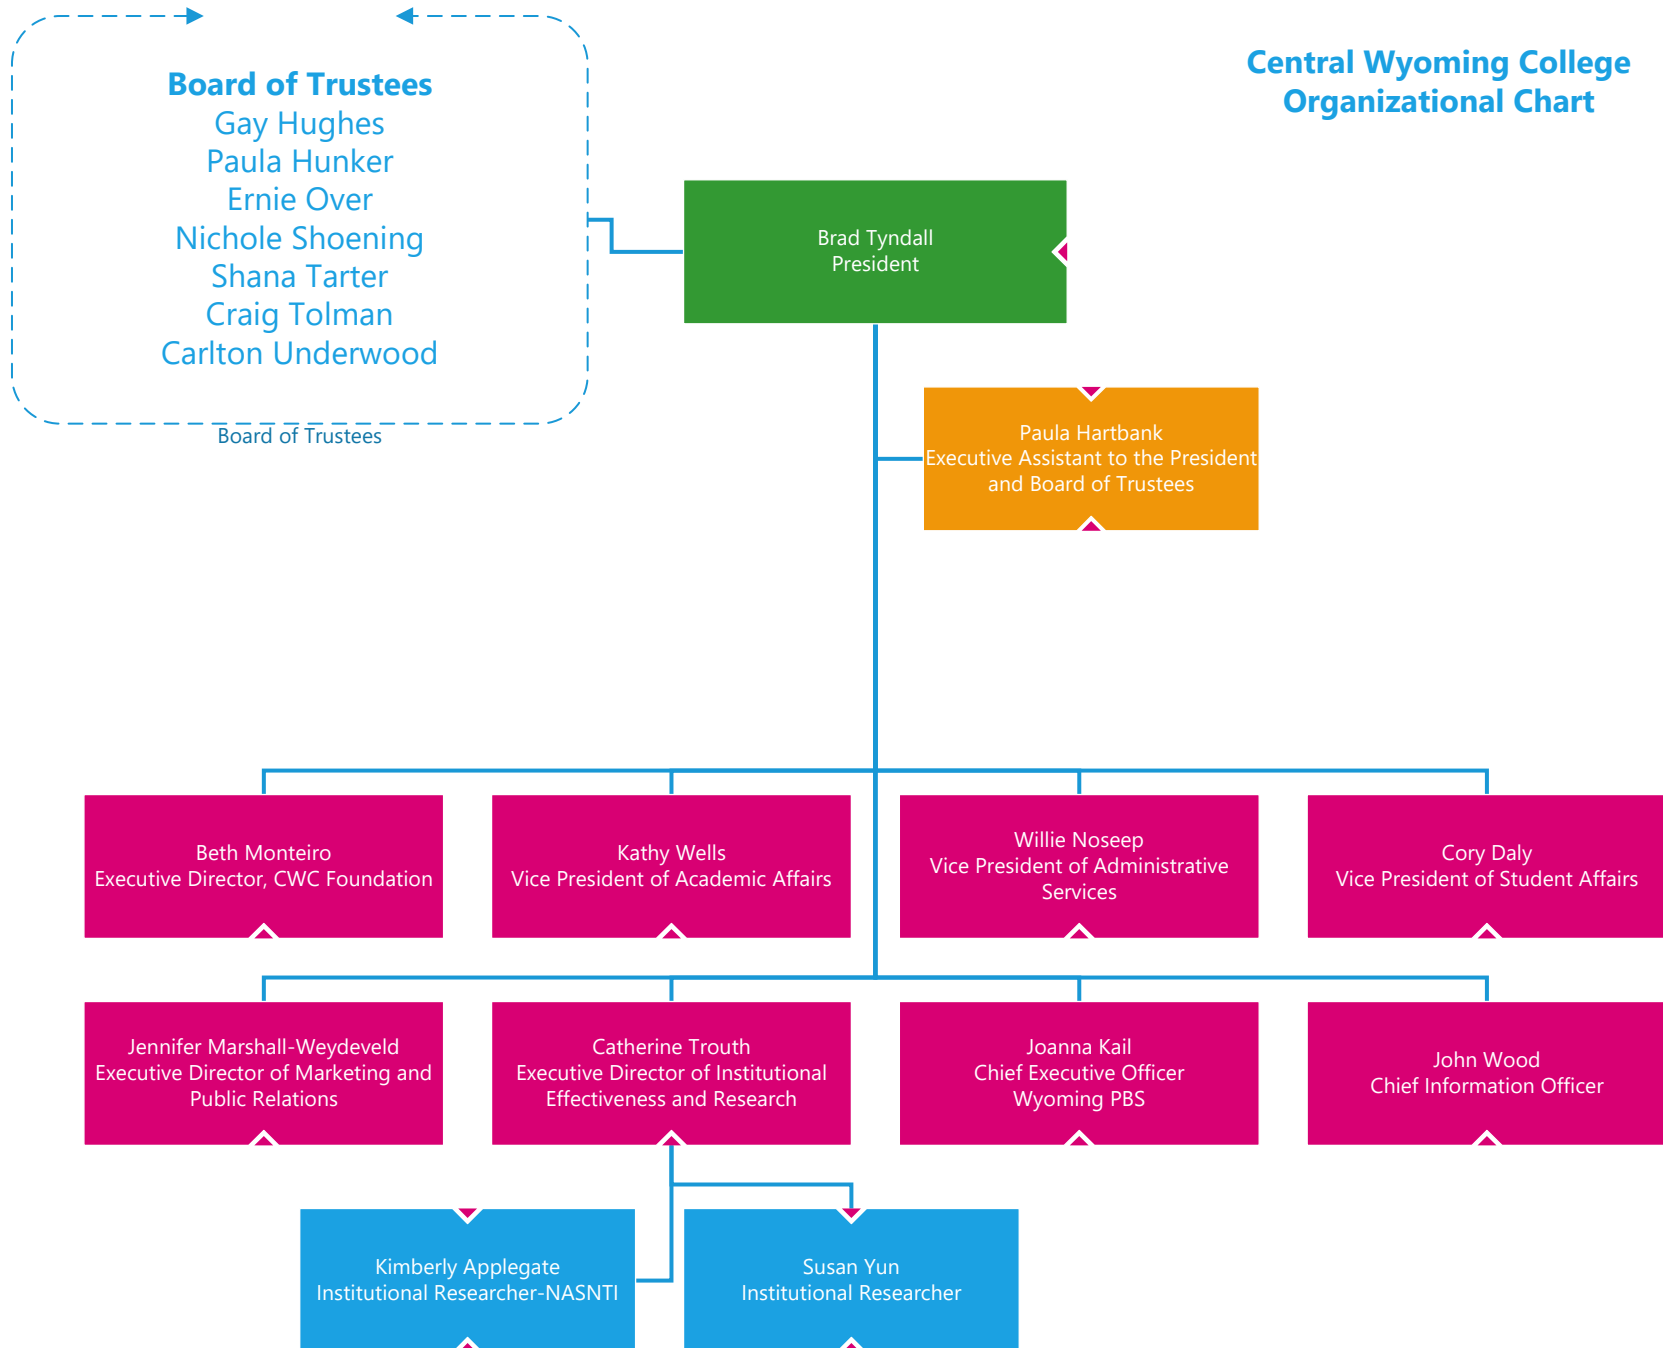 Central Wyoming College
Organizational Chart
Board of Trustees
Gay Hughes
Paula Hunker
Ernie Over
Nichole Shoening
Shana Tarter
Craig Tolman
Carlton Underwood
Board of Trustees
Brad Tyndall
President
Paula Hartbank
Executive Assistant to the President
and Board of Trustees
Beth Monteiro
Executive Director, CWC Foundation
Kathy Wells
Vice President of Academic Affairs
Willie Noseep
Vice President of Administrative
Services
Cory Daly
Vice President of Student Affairs
Jennifer Marshall-Weydeveld
Executive Director of Marketing and
Public Relations
Catherine Trouth
Executive Director of Institutional
Effectiveness and Research
Joanna Kail
Chief Executive Officer
Wyoming PBS
John Wood
Chief Information Officer
Kimberly Applegate
Institutional Researcher-NASNTI
Susan Yun
Institutional Researcher